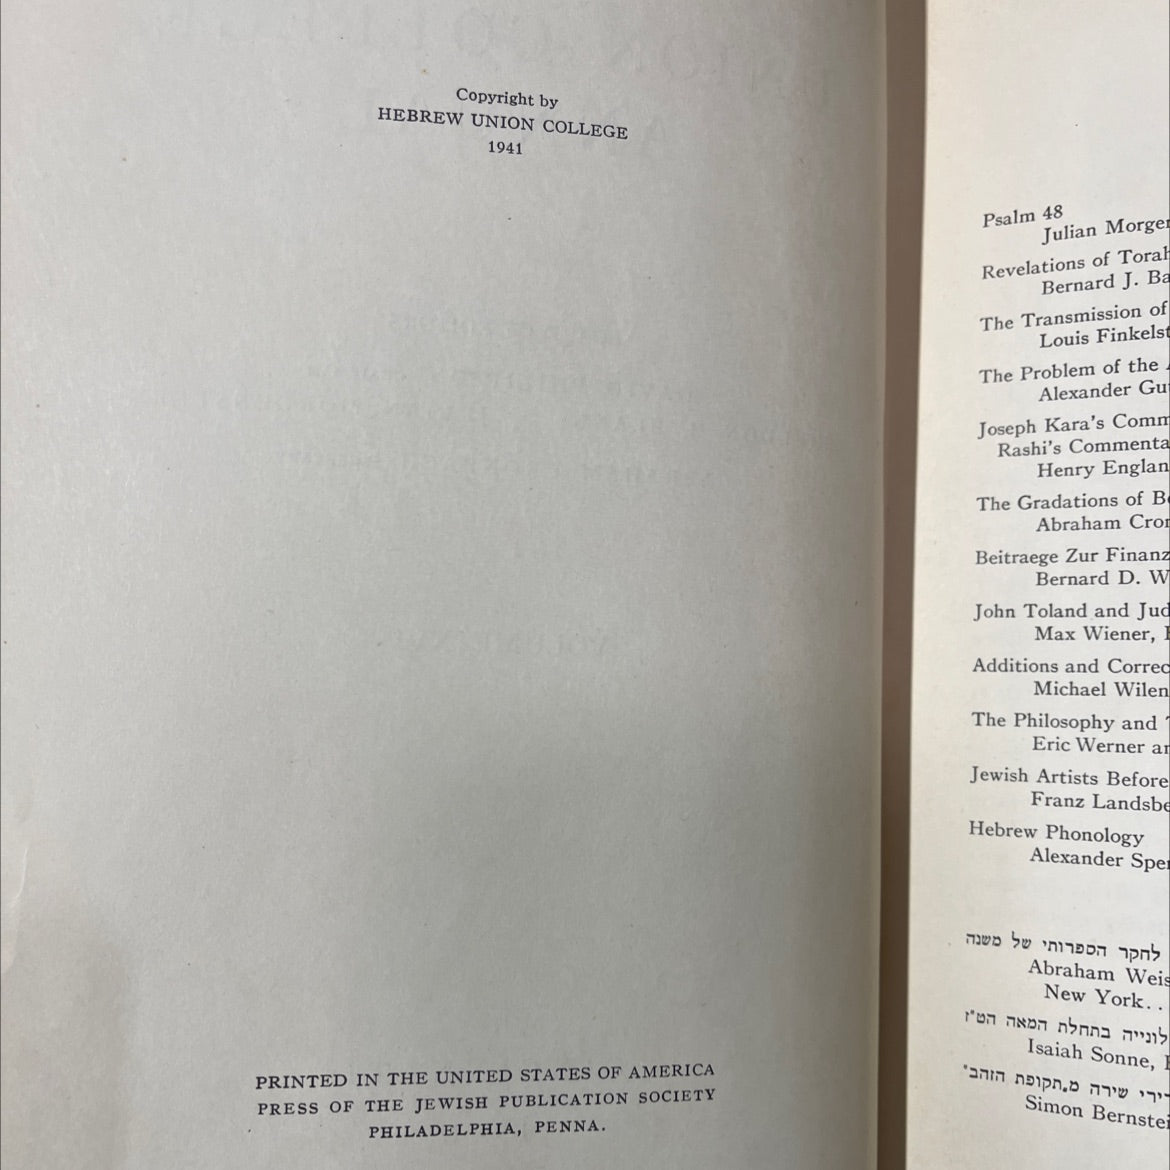 Copyright by
HEBREW UNION COLLEGE
1941
PRINTED IN THE UNITED STATES OF AMERICA
PRESS OF THE JEWISH PUBLICATION SOCIETY
PHILADELPHIA, PENNA.
Psalm 48
Julian Morgen
Revelations of Torah
Bernard J. Ba
The Transmission of
Louis Finkelst
The Problem of the
Alexander Gu
Joseph Kara's Comm
Rashi's Commenta
Henry Englan
The Gradations of Be
Abraham Cron
Beitraege Zur Finanz
Bernard D. W
John Toland and Jud
Max Wiener,
Additions and Correc
Michael Wilen
The Philosophy and
Eric Werner an
Jewish Artists Before
Franz Landsbe
Hebrew Phonology
Alexander Sper
לחקר הספרותי של משנה
Abraham Weis
New York..
לונייה בתחלת המאה הט"ז
Isaiah Sonne,
ירי שירה מ„תקופת הזהב"
Simon Bernstei